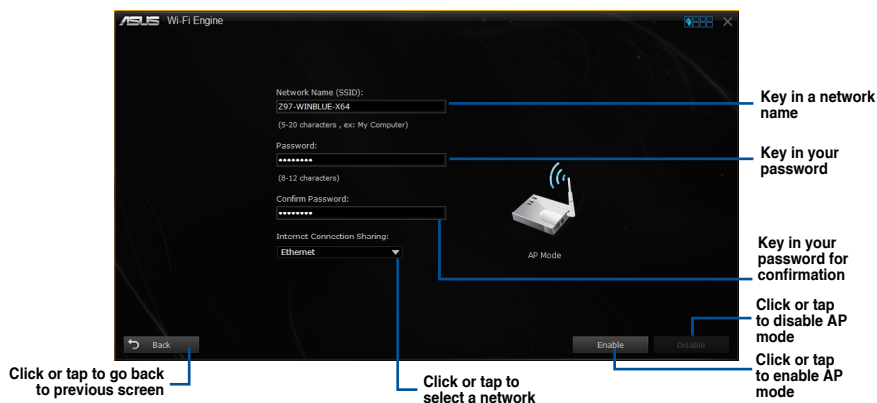 ASUS Wi-Fi Engine
Network Name (SSID):
Z97-WINBLUE-X64
(5-20 characters , ex: My Computer)
Password:
••••••••
(8-12 characters)
Confirm Password:
••••••••
Internet Connection Sharing:
Ethernet
AP Mode
Back
Enable
Disable
Key in a network
name
Key in your
password
Key in your
password for
confirmation
Click or tap
to disable AP
mode
Click or tap
to enable AP
mode
Click or tap to go back
to previous screen
Click or tap to
select a network